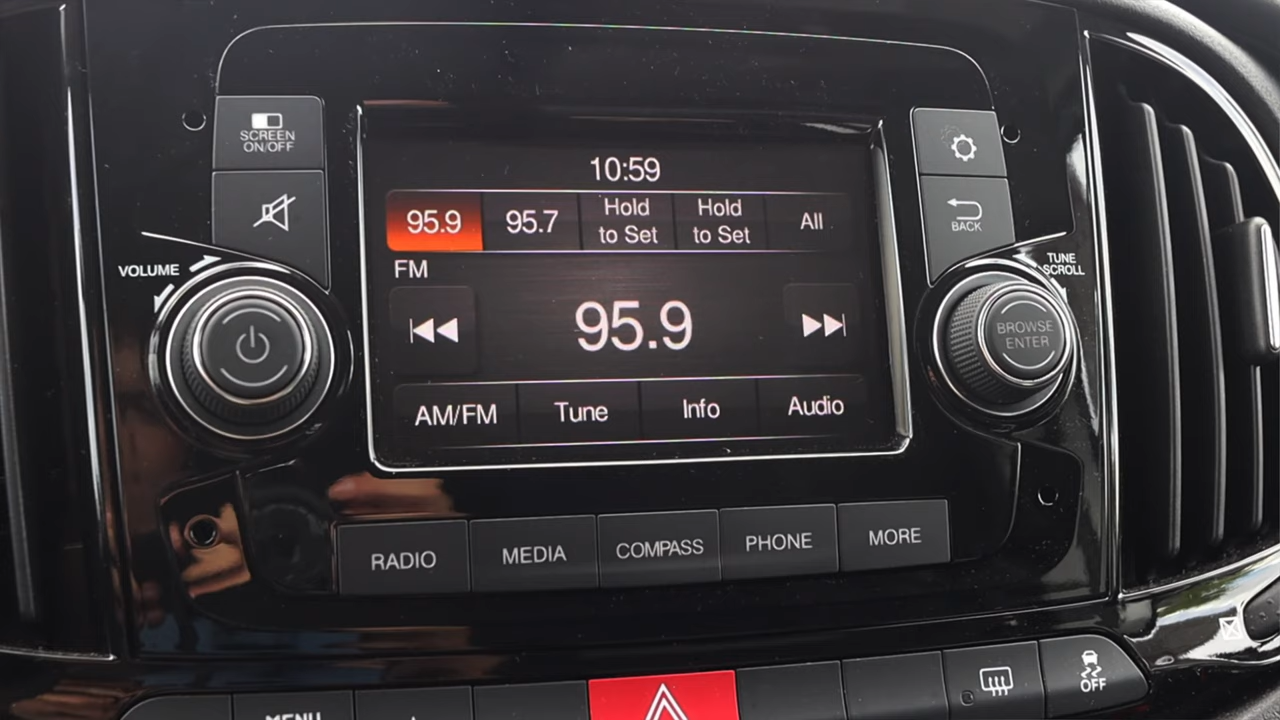 SCREEN
ON/OFF
10:59
95.9
95.7
Hold
to Set
Hold
to Set
All
BACK
VOLUME
FM
TUNE
SCROLL
95.9
BROWSE
ENTER
AM/FM
Tune
Info
Audio
RADIO
MEDIA
COMPASS
PHONE
MORE
OFF
MENU